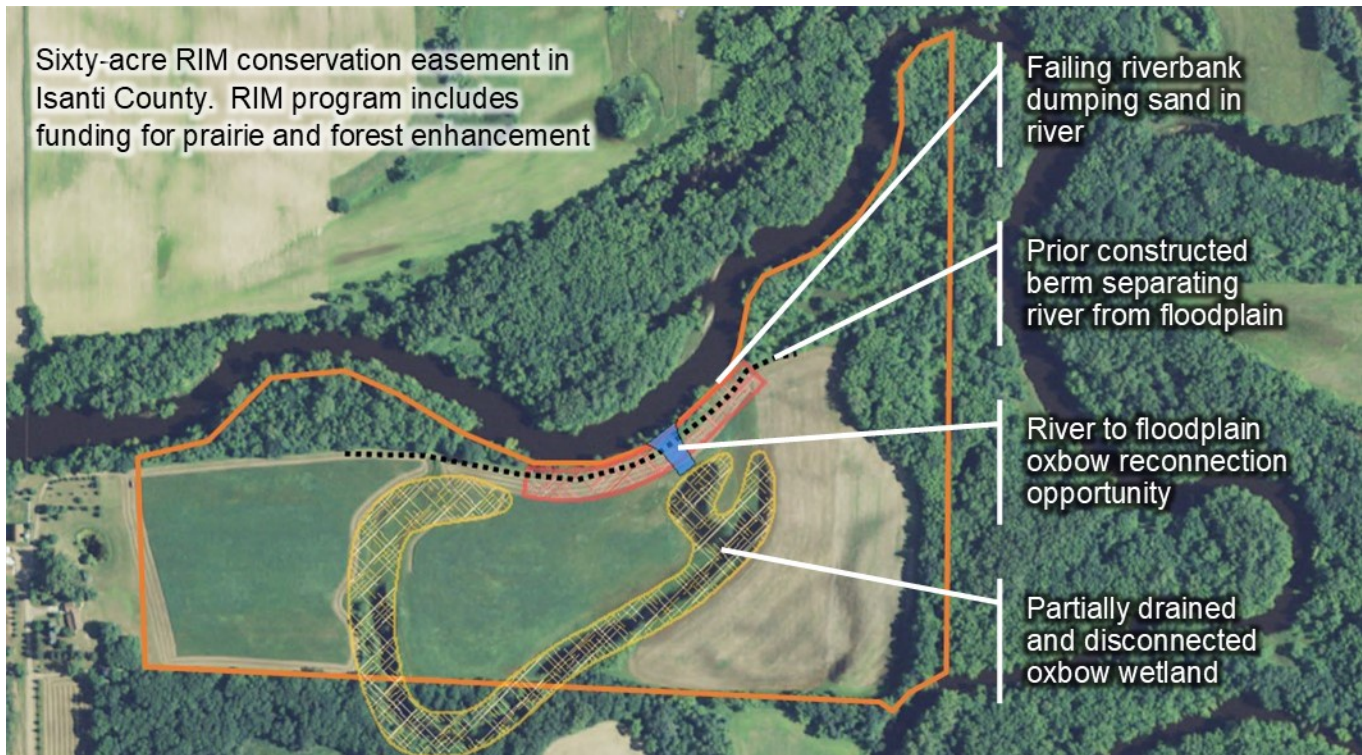 Sixty-acre RIM conservation easement in
Isanti County.  RIM program includes
funding for prairie and forest enhancement
Failing riverbank
dumping sand in
river
Prior constructed
berm separating
river from floodplain
River to floodplain
oxbow reconnection
opportunity
Partially drained
and disconnected
oxbow wetland